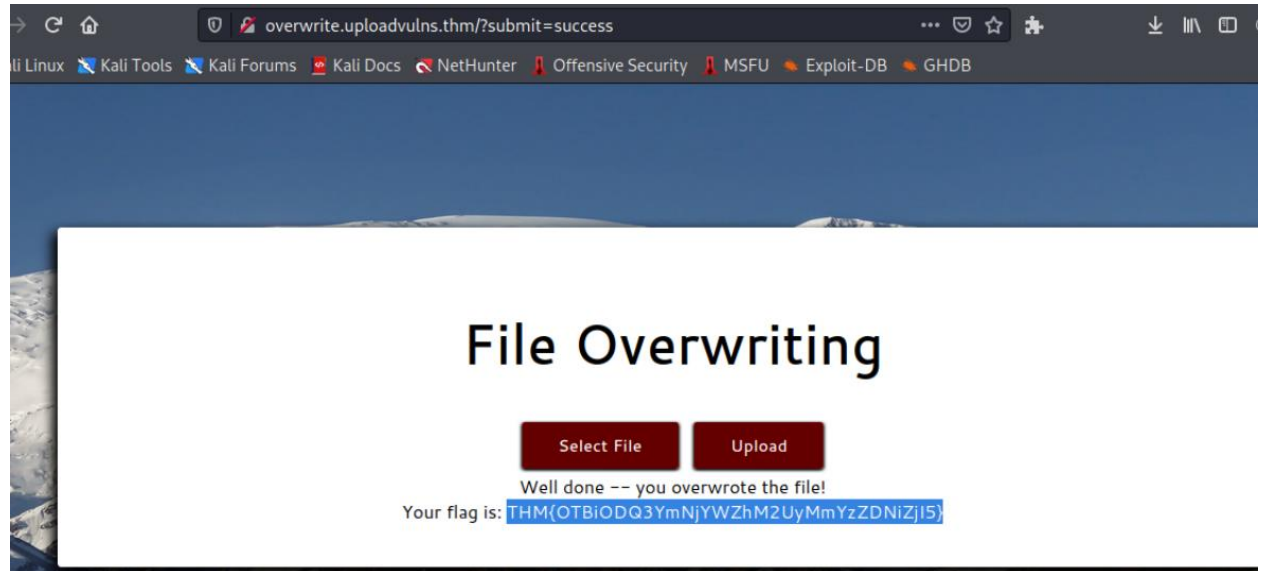 overwrite.uploadvulns.thm/?submit=success
ali Linux Kali Tools Kali Forums Kali Docs NetHunter Offensive Security MSFU Exploit-DB GHDB
File Overwriting
Select File Upload
Well done -- you overwrote the file!
Your flag is: THM{OTBiODQ3YmNjYWZhM2UyMmYzZDNiZjI5}